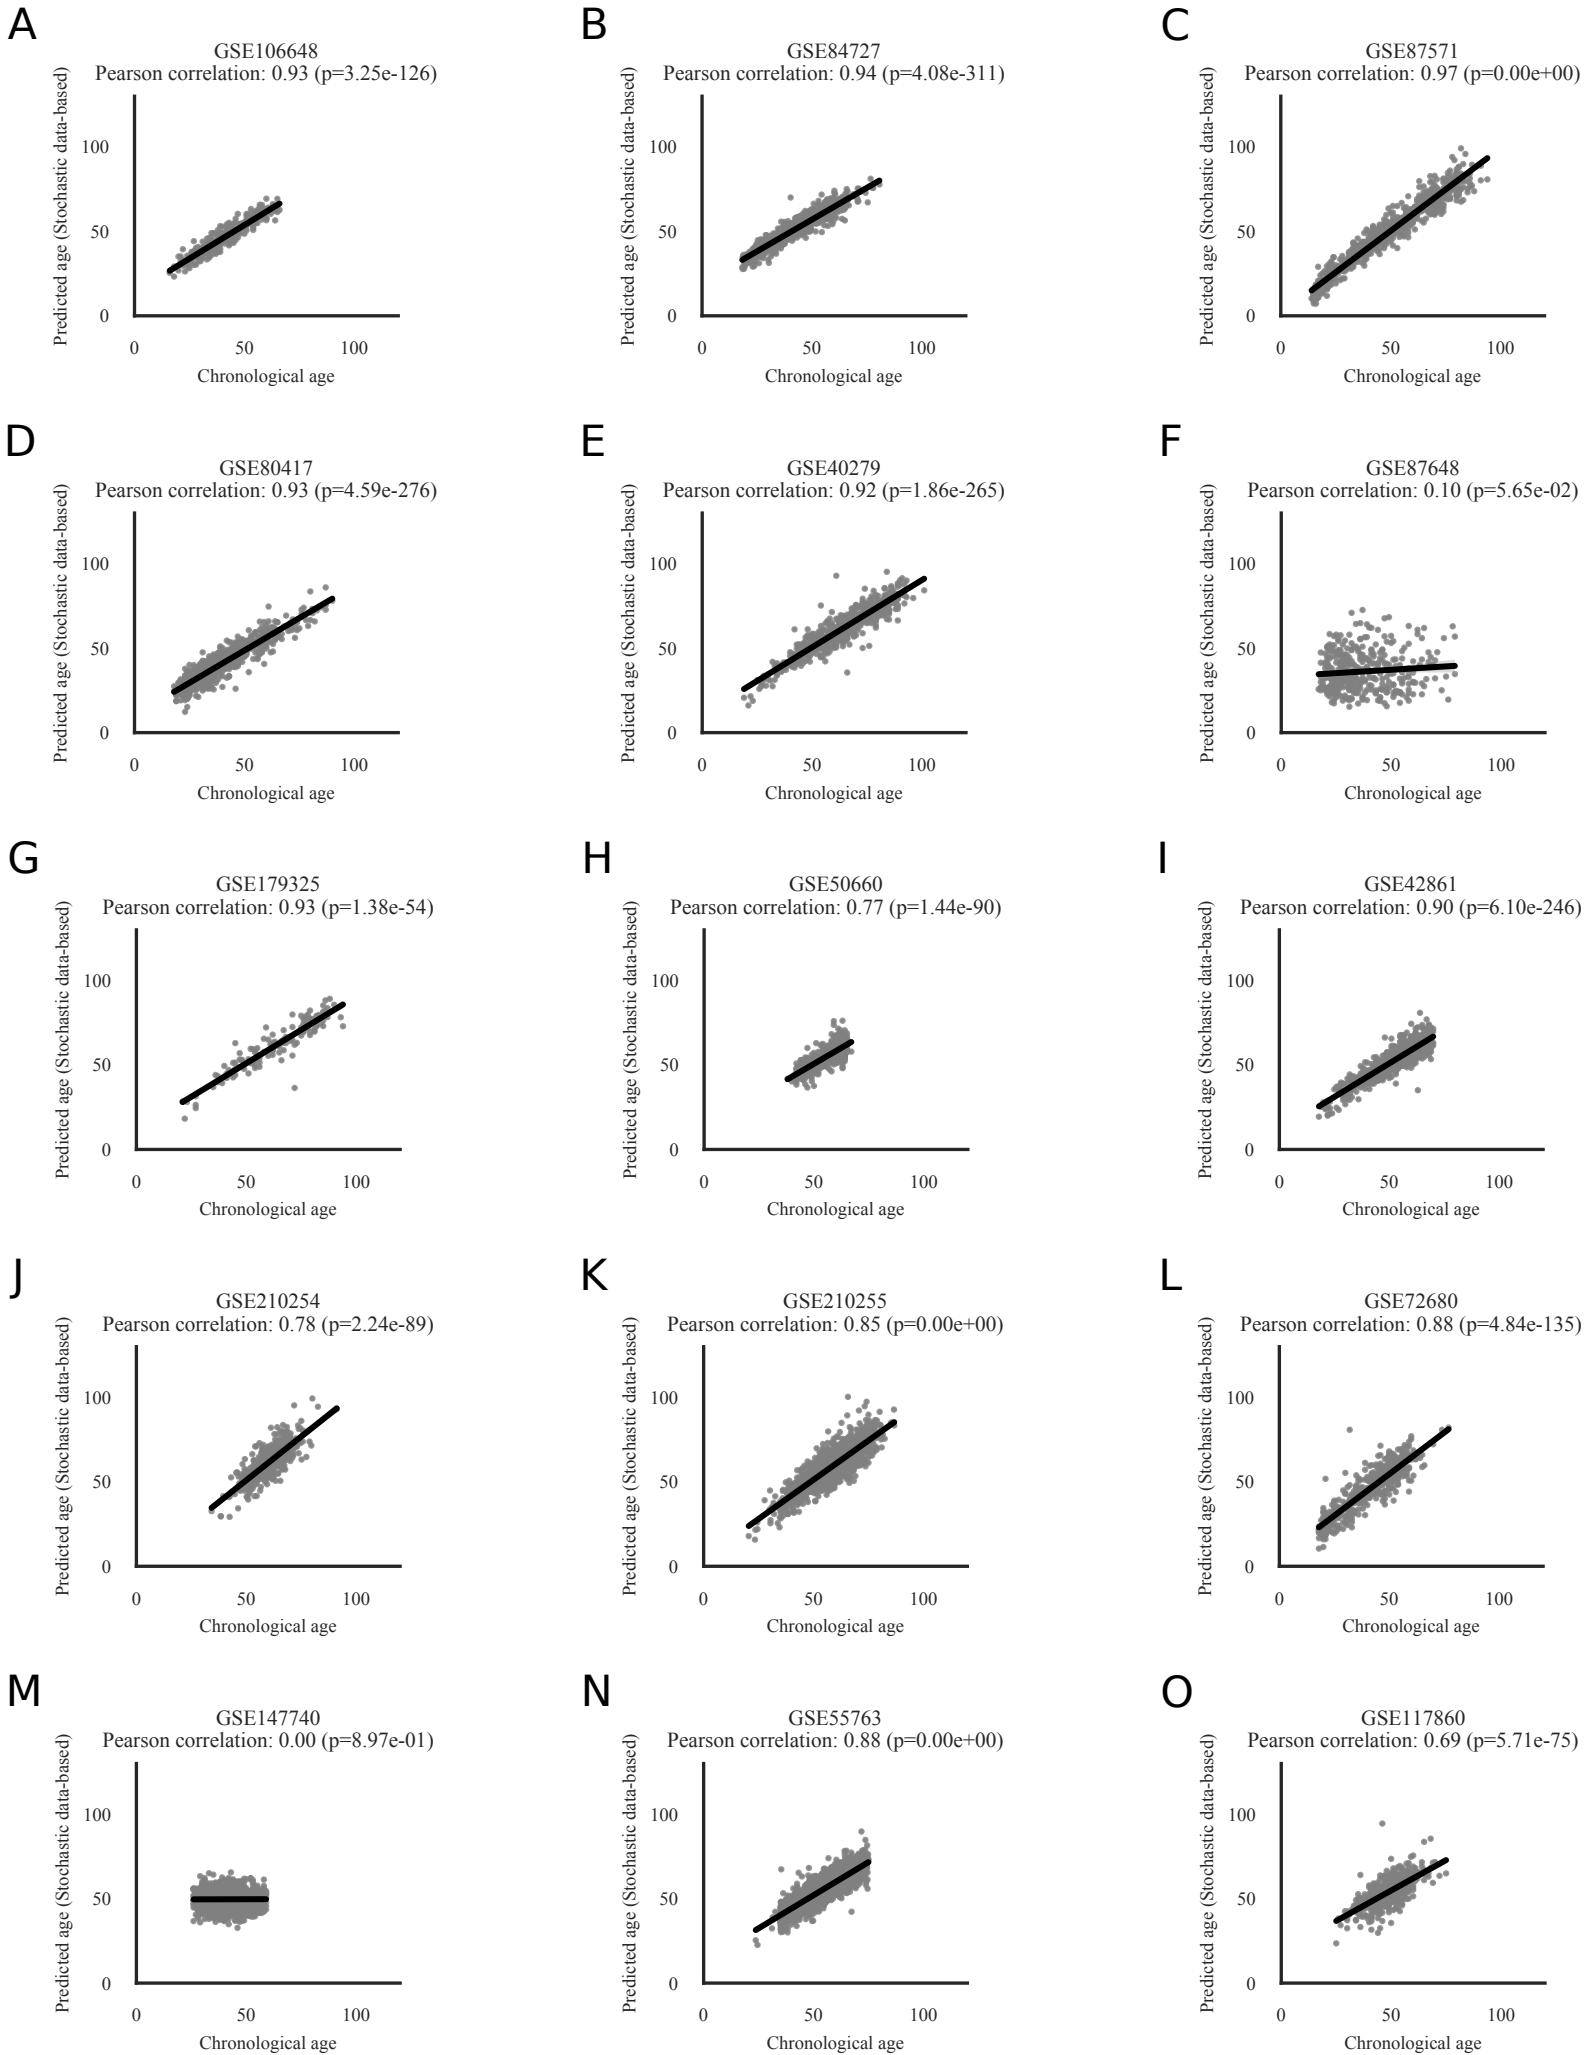 A
GSE106648
Pearson correlation: 0.93 (p=3.25e-126)
Predicted age (Stochastic data-based)
100
50
0
0 50 100
Chronological age
B
GSE84727
Pearson correlation: 0.94 (p=4.08e-311)
Predicted age (Stochastic data-based)
100
50
0
0 50 100
Chronological age
C
GSE87571
Pearson correlation: 0.97 (p=0.00e+00)
Predicted age (Stochastic data-based)
100
50
0
0 50 100
Chronological age
D
GSE80417
Pearson correlation: 0.93 (p=4.59e-276)
Predicted age (Stochastic data-based)
100
50
0
0 50 100
Chronological age
E
GSE40279
Pearson correlation: 0.92 (p=1.86e-265)
Predicted age (Stochastic data-based)
100
50
0
0 50 100
Chronological age
F
GSE87648
Pearson correlation: 0.10 (p=5.65e-02)
Predicted age (Stochastic data-based)
100
50
0
0 50 100
Chronological age
G
GSE179325
Pearson correlation: 0.93 (p=1.38e-54)
Predicted age (Stochastic data-based)
100
50
0
0 50 100
Chronological age
H
GSE50660
Pearson correlation: 0.77 (p=1.44e-90)
Predicted age (Stochastic data-based)
100
50
0
0 50 100
Chronological age
I
GSE42861
Pearson correlation: 0.90 (p=6.10e-246)
Predicted age (Stochastic data-based)
100
50
0
0 50 100
Chronological age
J
GSE210254
Pearson correlation: 0.78 (p=2.24e-89)
Predicted age (Stochastic data-based)
100
50
0
0 50 100
Chronological age
K
GSE210255
Pearson correlation: 0.85 (p=0.00e+00)
Predicted age (Stochastic data-based)
100
50
0
0 50 100
Chronological age
L
GSE72680
Pearson correlation: 0.88 (p=4.84e-135)
Predicted age (Stochastic data-based)
100
50
0
0 50 100
Chronological age
M
GSE147740
Pearson correlation: 0.00 (p=8.97e-01)
Predicted age (Stochastic data-based)
100
50
0
0 50 100
Chronological age
N
GSE55763
Pearson correlation: 0.88 (p=0.00e+00)
Predicted age (Stochastic data-based)
100
50
0
0 50 100
Chronological age
O
GSE117860
Pearson correlation: 0.69 (p=5.71e-75)
Predicted age (Stochastic data-based)
100
50
0
0 50 100
Chronological age